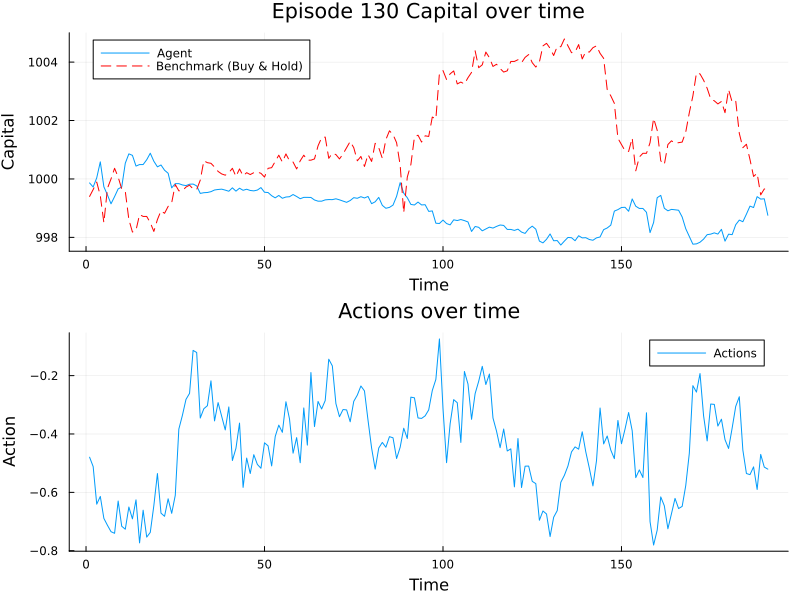 Episode 130 Capital over time
Agent
Benchmark (Buy & Hold)
Capital
1004
1002
1000
998
0
50
100
150
Time
Actions over time
Actions
Action
−0.2
−0.4
−0.6
−0.8
0
50
100
150
Time